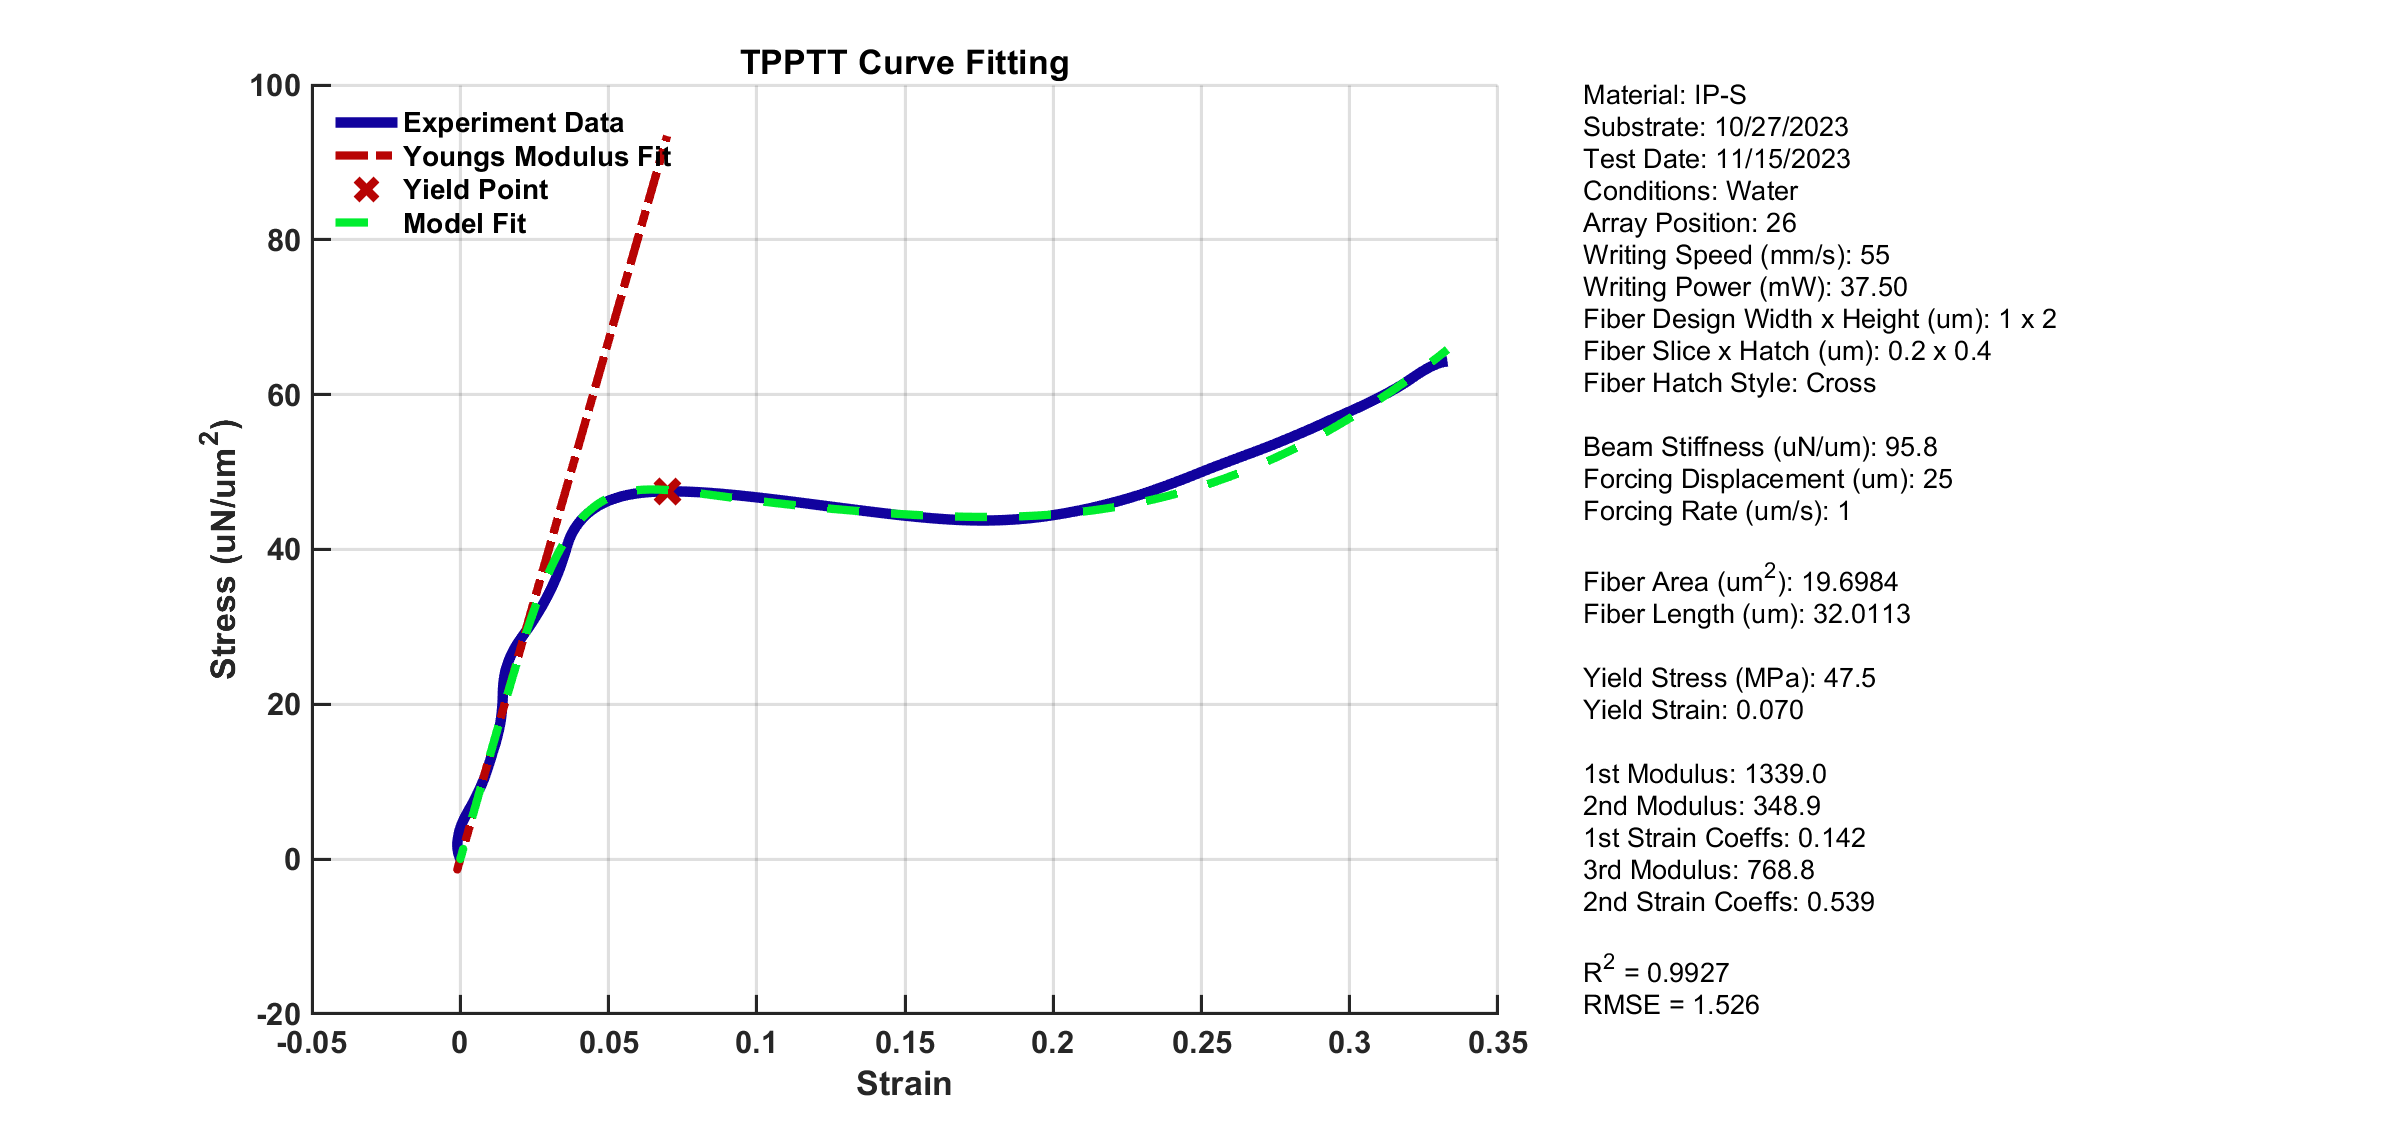 TPPTT Curve Fitting
100
80
60
40
20
0
-20
Stress (uN/um²)
Experiment Data
Youngs Modulus Fit
Yield Point
Model Fit
-0.05 0 0.05 0.1 0.15 0.2 0.25 0.3 0.35
Strain
Material: IP-S
Substrate: 10/27/2023
Test Date: 11/15/2023
Conditions: Water
Array Position: 26
Writing Speed (mm/s): 55
Writing Power (mW): 37.50
Fiber Design Width x Height (um): 1 x 2
Fiber Slice x Hatch (um): 0.2 x 0.4
Fiber Hatch Style: Cross
Beam Stiffness (uN/um): 95.8
Forcing Displacement (um): 25
Forcing Rate (um/s): 1
Fiber Area (um²): 19.6984
Fiber Length (um): 32.0113
Yield Stress (MPa): 47.5
Yield Strain: 0.070
1st Modulus: 1339.0
2nd Modulus: 348.9
1st Strain Coeffs: 0.142
3rd Modulus: 768.8
2nd Strain Coeffs: 0.539
R² = 0.9927
RMSE = 1.526